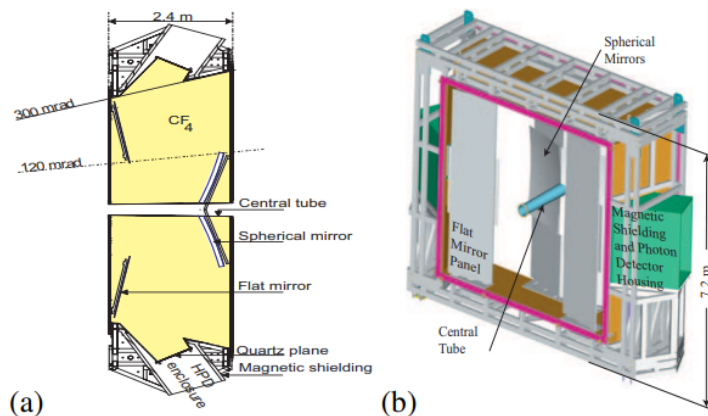 2.4 m
300 mrad
CF4
120 mrad
Central tube
Spherical mirror
Flat mirror
Quartz plane
Magnetic shielding
HPD
enclosure
(a)
Spherical
Mirrors
Flat
Mirror
Panel
Magnetic
Shielding
and Photon
Detector
Housing
Central
Tube
7.2 m
(b)